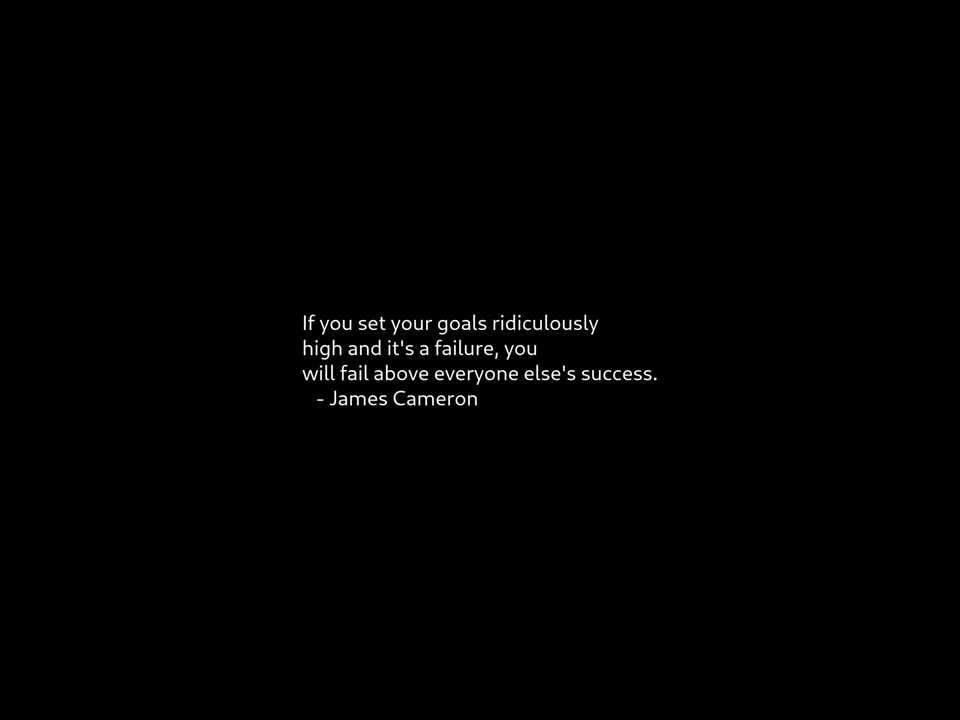 If you set your goals ridiculously
high and it's a failure, you
will fail above everyone else's success.
- James Cameron